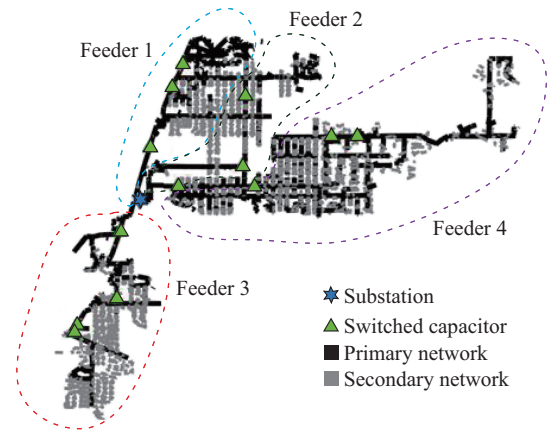 Feeder 1
Feeder 2
Feeder 4
Feeder 3
Substation
Switched capacitor
Primary network
Secondary network